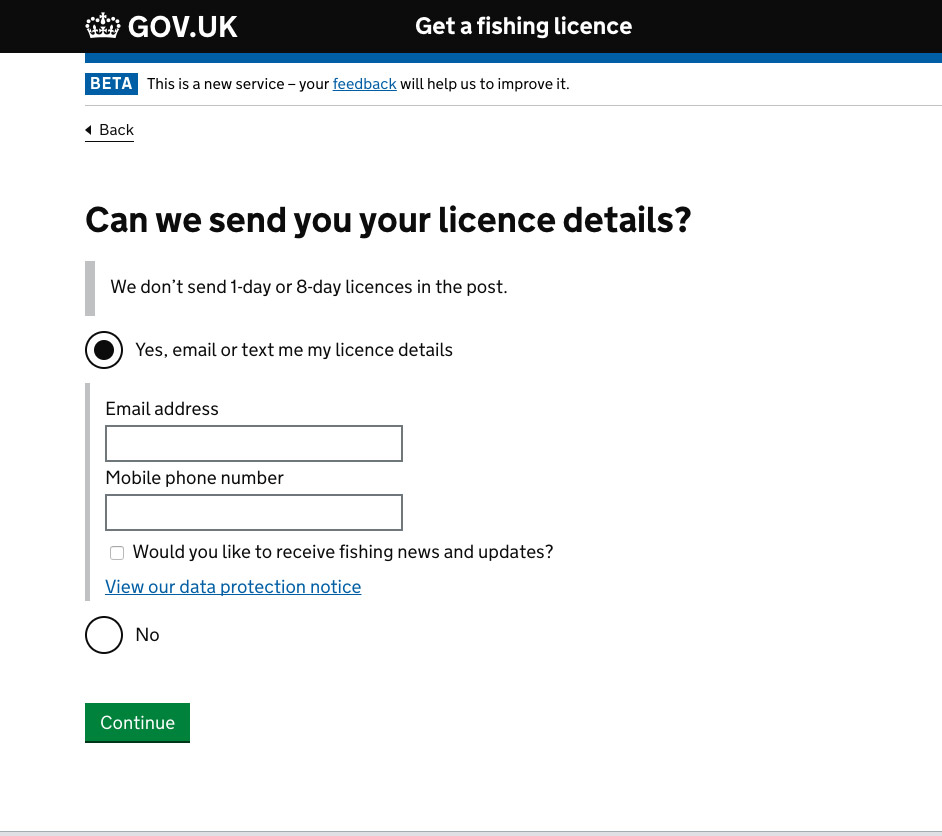 GOV.UK
Get a fishing licence
BETA This is a new service – your feedback will help us to improve it.
Back
Can we send you your licence details?
We don’t send 1-day or 8-day licences in the post.
Yes, email or text me my licence details
Email address
Mobile phone number
Would you like to receive fishing news and updates?
View our data protection notice
No
Continue